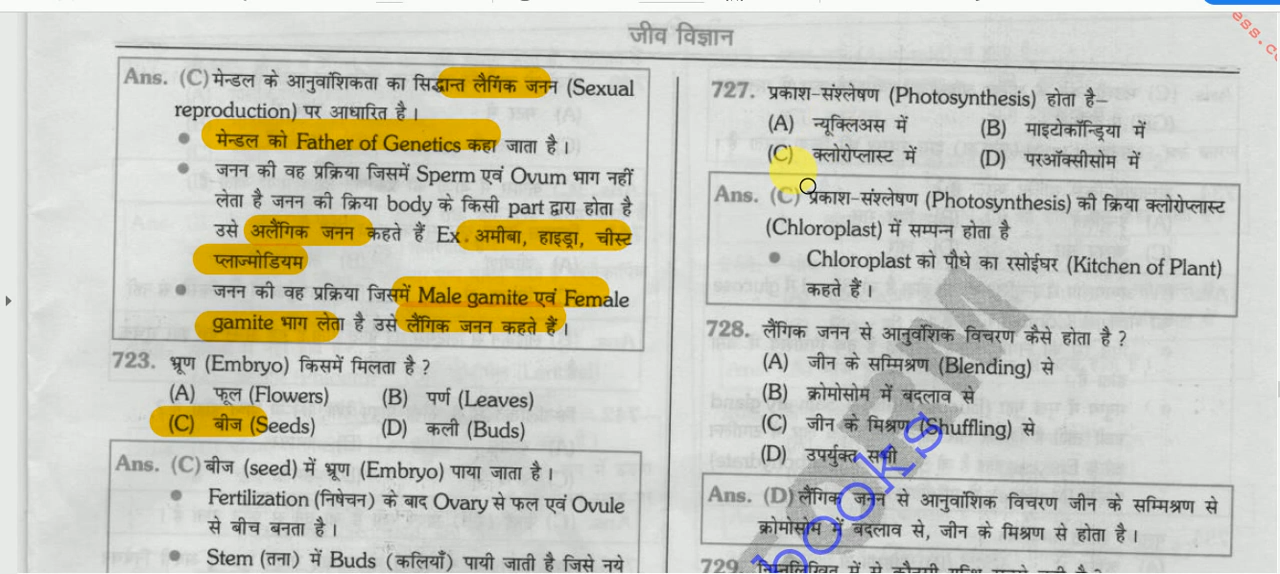 जीव विज्ञान
Ans. (C) मेन्डल के आनुवांशिकता का सिद्धान्त लैगिंक जनन (Sexual
reproduction) पर आधारित है।
● मेन्डल को Father of Genetics कहा जाता है।
● जनन की वह प्रक्रिया जिसमें Sperm एवं Ovum भाग नहीं
लेता है जनन की क्रिया body के किसी part द्वारा होता है
उसे अलैंगिक जनन कहते हैं Ex. अमीबा, हाइड्रा, यीस्ट
प्लाज्मोडियम
● जनन की वह प्रक्रिया जिसमें Male gamite एवं Female
gamite भाग लेता है उसे लैंगिक जनन कहते हैं।
723. भ्रूण (Embryo) किसमें मिलता है ?
(A) फूल (Flowers) (B) पर्ण (Leaves)
(C) बीज (Seeds) (D) कली (Buds)
Ans. (C) बीज (seed) में भ्रूण (Embryo) पाया जाता है।
● Fertilization (निषेचन) के बाद Ovary से फल एवं Ovule
से बीच बनता है।
● Stem (तना) में Buds (कलियाँ) पायी जाती है जिसे नये
727. प्रकाश-संश्लेषण (Photosynthesis) होता है–
(A) न्यूक्लिअस में (B) माइटोकॉन्ड्रिया में
(C) क्लोरोप्लास्ट में (D) परऑक्सीसोम में
Ans. (C) प्रकाश-संश्लेषण (Photosynthesis) की क्रिया क्लोरोप्लास्ट
(Chloroplast) में सम्पन्न होता है
● Chloroplast को पौधे का रसोईघर (Kitchen of Plant)
कहते हैं।
728. लैंगिक जनन से आनुवंशिक विचरण कैसे होता है ?
(A) जीन के सम्मिश्रण (Blending) से
(B) क्रोमोसोम में बदलाव से
(C) जीन के मिश्रण (Shuffling) से
(D) उपर्युक्त सभी
Ans. (D) लैंगिक जनन से आनुवांशिक विचरण जीन के सम्मिश्रण से
क्रोमोसोम में बदलाव से, जीन के मिश्रण से होता है।
729. निम्नलिखित में से कौनसी
books
ess.c